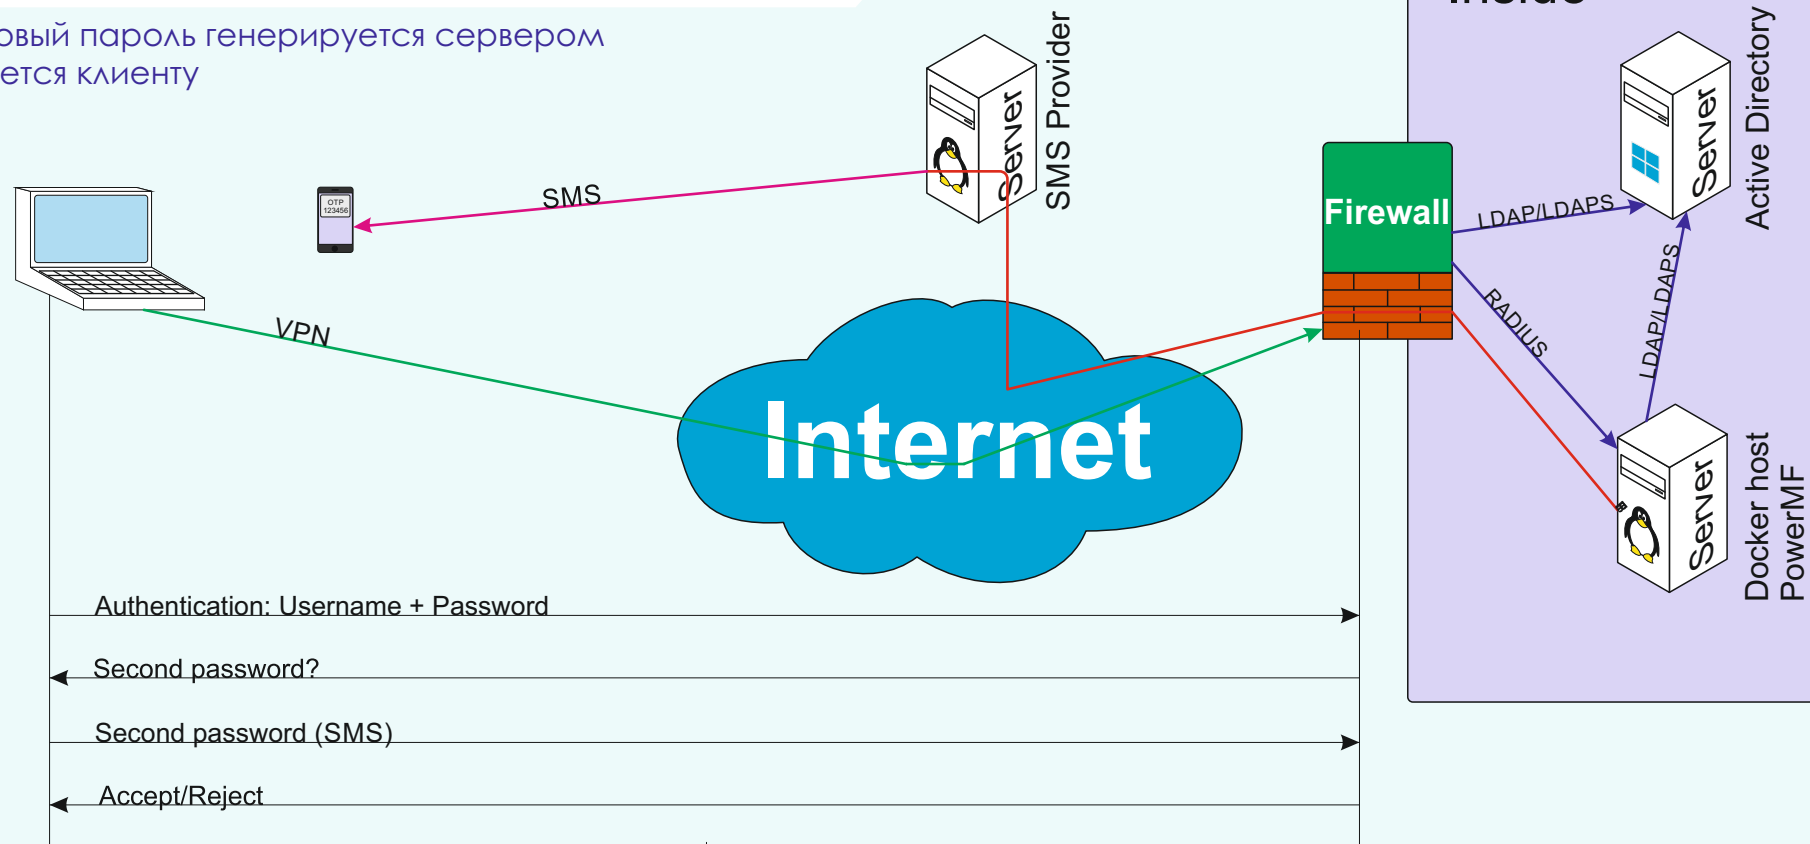 овый пароль генерируется сервером
ется клиенту
Inside
SMS Provider
Server
Active Directory
Server
OTP
123456
SMS
Firewall
LDAP/LDAPS
RADIUS
LDAP/LDAPS
VPN
Internet
Server
Docker host
PowerMF
Authentication: Username + Password
Second password?
Second password (SMS)
Accept/Reject